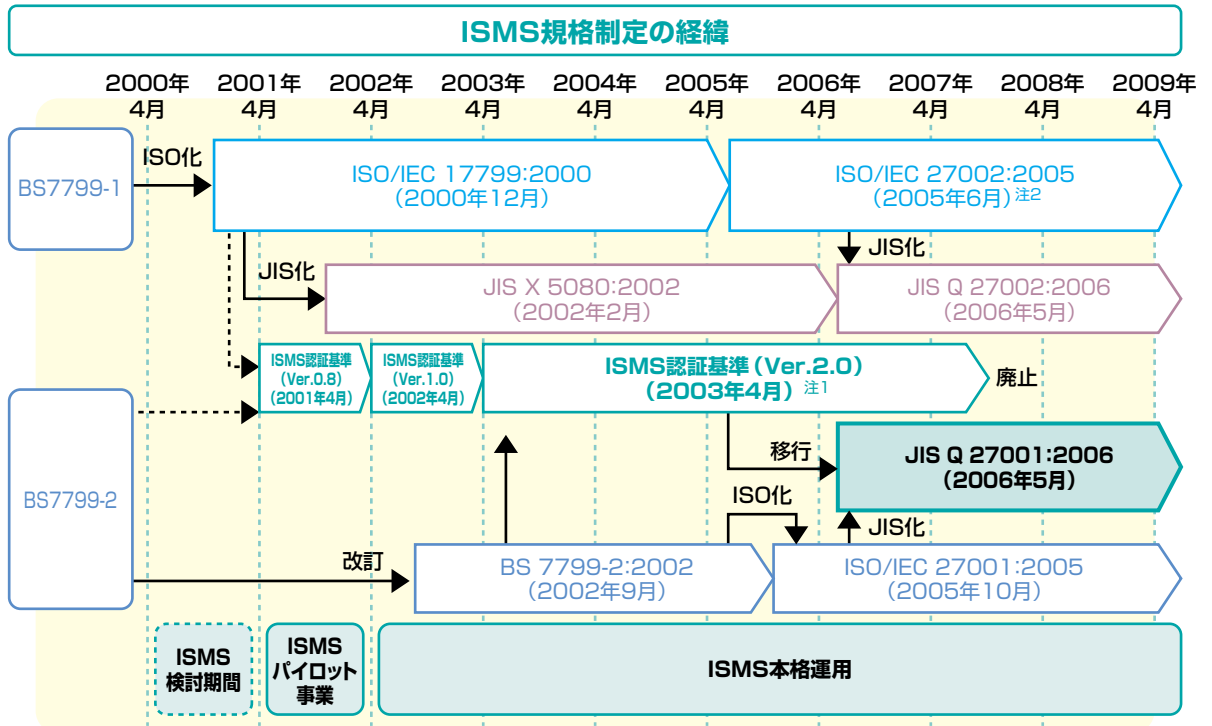 ISMS規格制定の経緯
2000年
4月
2001年
4月
2002年
4月
2003年
4月
2004年
4月
2005年
4月
2006年
4月
2007年
4月
2008年
4月
2009年
4月
BS7799-1
ISO化
ISO/IEC 17799:2000
（2000年12月）
ISO/IEC 27002:2005
（2005年6月）注2
JIS化
JIS X 5080:2002
（2002年2月）
JIS化
JIS Q 27002:2006
（2006年5月）
ISMS認証基準
（Ver.0.8）
（2001年4月）
ISMS認証基準
（Ver.1.0）
（2002年4月）
ISMS認証基準（Ver.2.0）
（2003年4月）注1
廃止
BS7799-2
移行
JIS Q 27001:2006
（2006年5月）
ISO化
JIS化
改訂
BS 7799-2:2002
（2002年9月）
ISO/IEC 27001:2005
（2005年10月）
ISMS
検討期間
ISMS
パイロット
事業
ISMS本格運用